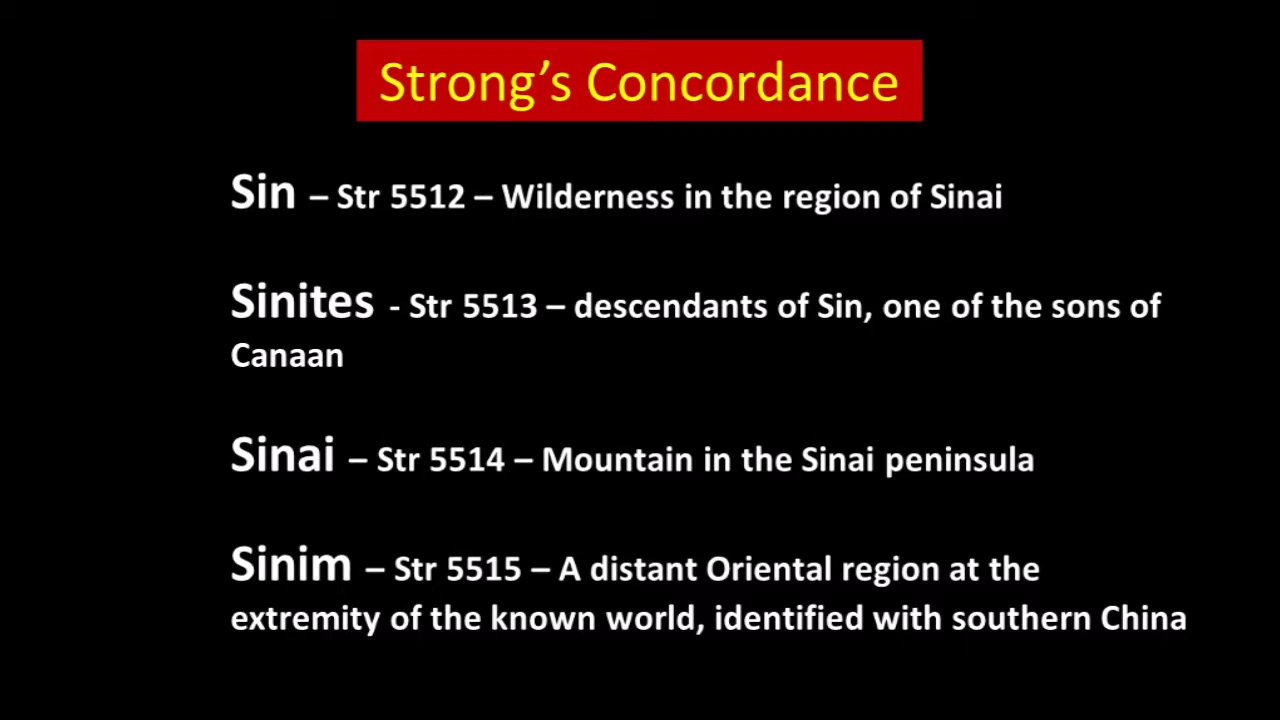 Strong’s Concordance
Sin – Str 5512 – Wilderness in the region of Sinai
Sinites - Str 5513 – descendants of Sin, one of the sons of
Canaan
Sinai – Str 5514 – Mountain in the Sinai peninsula
Sinim – Str 5515 – A distant Oriental region at the
extremity of the known world, identified with southern China